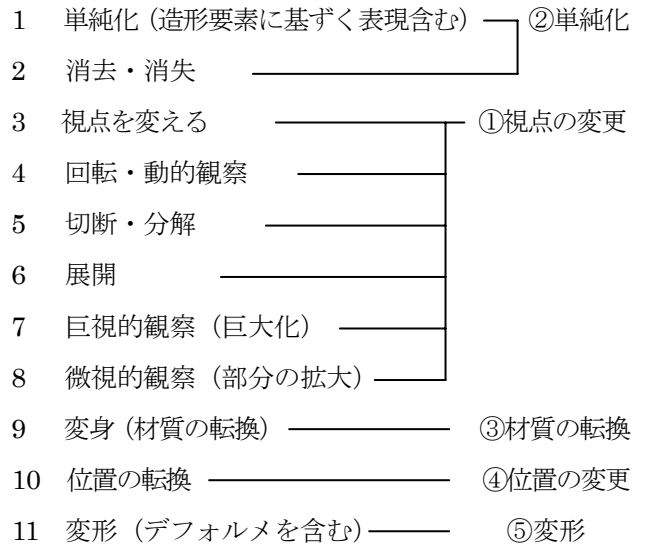 1 単純化（造形要素に基ずく表現含む） ②単純化
2 消去・消失
3 視点を変える ①視点の変更
4 回転・動的観察
5 切断・分解
6 展開
7 巨視的観察（巨大化）
8 微視的観察（部分の拡大）
9 変身（材質の転換） ③材質の転換
10 位置の転換 ④位置の変更
11 変形（デフォルメを含む） ⑤変形